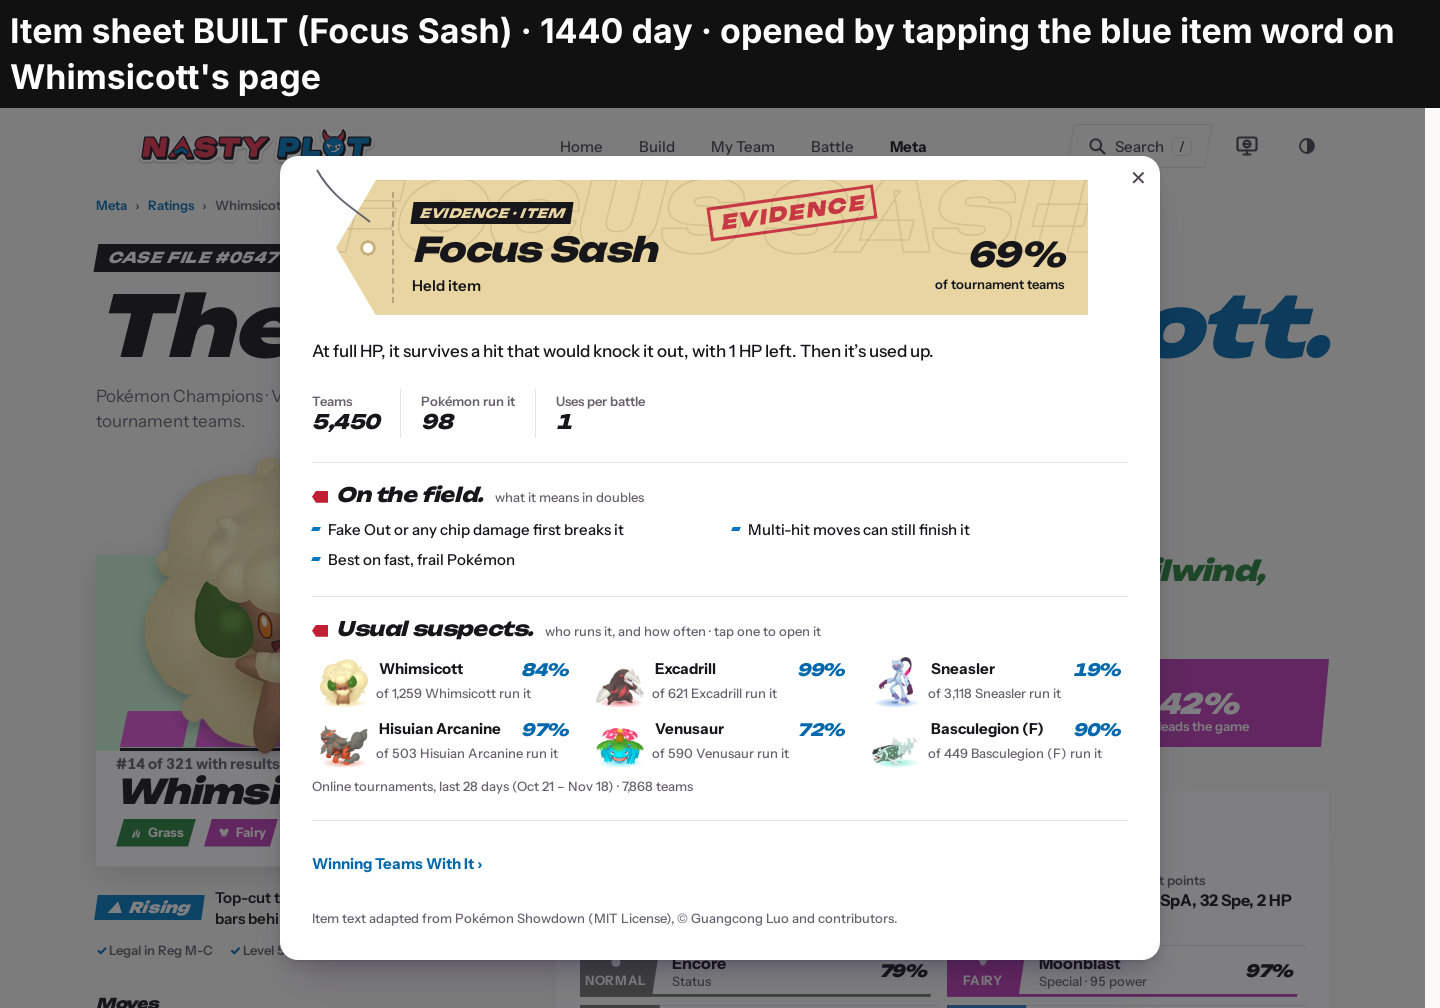 Item sheet BUILT (Focus Sash) · 1440 day · opened by tapping the blue item word on
Whimsicott's page
NASTY PLOT
Home
Build
My Team
Battle
Meta
Search /
Meta › Ratings › Whimsicot
CASE FILE #0547
The
ott.
Pokémon Champions · V
tournament teams.
EVIDENCE · ITEM
Focus Sash
Held item
EVIDENCE
FOCUS SASH
69%
of tournament teams
At full HP, it survives a hit that would knock it out, with 1 HP left. Then it's used up.
Teams
5,450
Pokémon run it
98
Uses per battle
1
On the field. what it means in doubles
Fake Out or any chip damage first breaks it
Multi-hit moves can still finish it
Best on fast, frail Pokémon
Usual suspects. who runs it, and how often · tap one to open it
Whimsicott 84%
of 1,259 Whimsicott run it
Excadrill 99%
of 621 Excadrill run it
Sneasler 19%
of 3,118 Sneasler run it
Hisuian Arcanine 97%
of 503 Hisuian Arcanine run it
Venusaur 72%
of 590 Venusaur run it
Basculegion (F) 90%
of 449 Basculegion (F) run it
Online tournaments, last 28 days (Oct 21 – Nov 18) · 7,868 teams
Winning Teams With It ›
Item text adapted from Pokémon Showdown (MIT License), © Guangcong Luo and contributors.
ilwind,
42%
eads the game
#14 of 321 with results
Whimsi
Grass
Fairy
Rising
Top-cut t
bars behi
Legal in Reg M-C
Level 5
Moves
t points
SpA, 32 Spe, 2 HP
NORMAL
Encore
Status
79%
FAIRY
Moonblast
Special · 95 power
97%